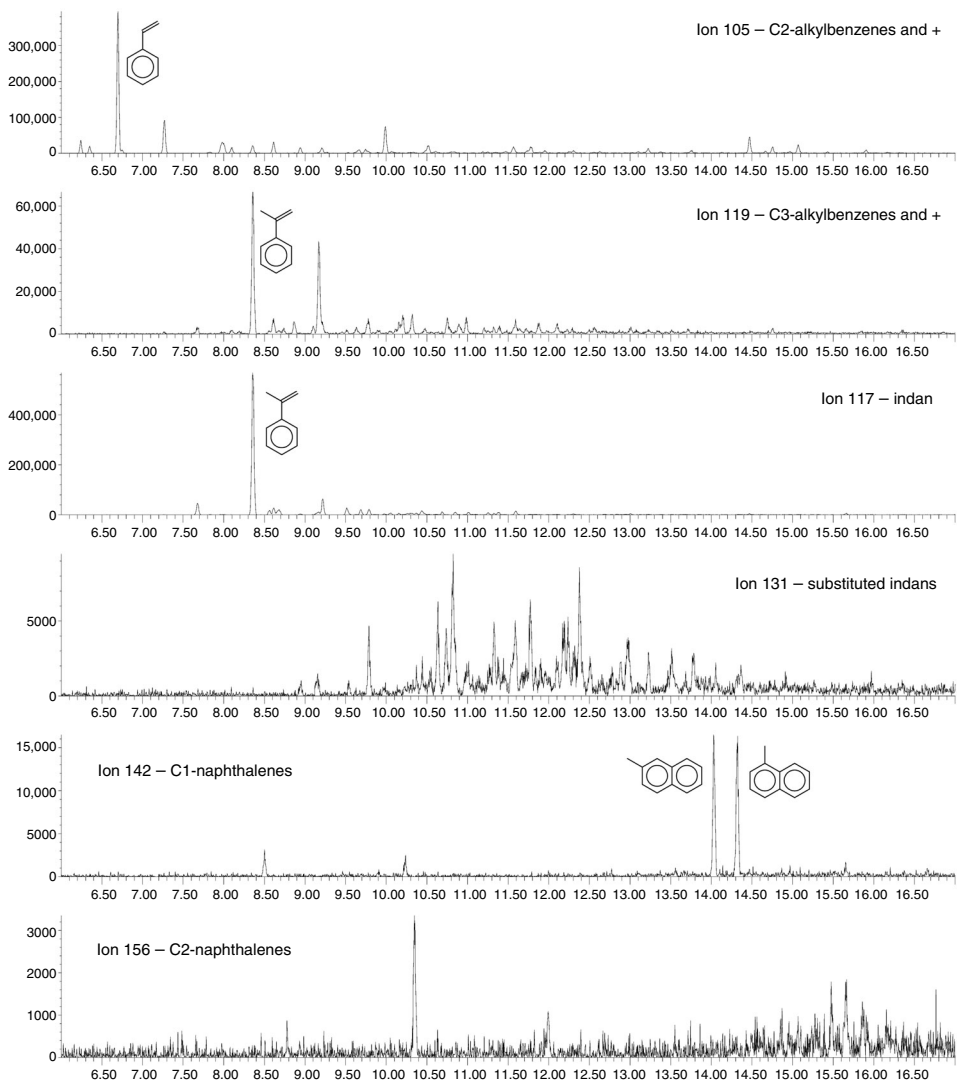 Ion 105 – C2-alkylbenzenes and +
300,000
200,000
100,000
0
6.50 7.00 7.50 8.00 8.50 9.00 9.50 10.00 10.50 11.00 11.50 12.00 12.50 13.00 13.50 14.00 14.50 15.00 15.50 16.00 16.50
Ion 119 – C3-alkylbenzenes and +
60,000
40,000
20,000
0
6.50 7.00 7.50 8.00 8.50 9.00 9.50 10.00 10.50 11.00 11.50 12.00 12.50 13.00 13.50 14.00 14.50 15.00 15.50 16.00 16.50
Ion 117 – indan
400,000
200,000
0
6.50 7.00 7.50 8.00 8.50 9.00 9.50 10.00 10.50 11.00 11.50 12.00 12.50 13.00 13.50 14.00 14.50 15.00 15.50 16.00 16.50
Ion 131 – substituted indans
5000
0
6.50 7.00 7.50 8.00 8.50 9.00 9.50 10.00 10.50 11.00 11.50 12.00 12.50 13.00 13.50 14.00 14.50 15.00 15.50 16.00 16.50
15,000
Ion 142 – C1-naphthalenes
10,000
5000
0
6.50 7.00 7.50 8.00 8.50 9.00 9.50 10.00 10.50 11.00 11.50 12.00 12.50 13.00 13.50 14.00 14.50 15.00 15.50 16.00 16.50
3000
Ion 156 – C2-naphthalenes
2000
1000
0
6.50 7.00 7.50 8.00 8.50 9.00 9.50 10.00 10.50 11.00 11.50 12.00 12.50 13.00 13.50 14.00 14.50 15.00 15.50 16.00 16.50